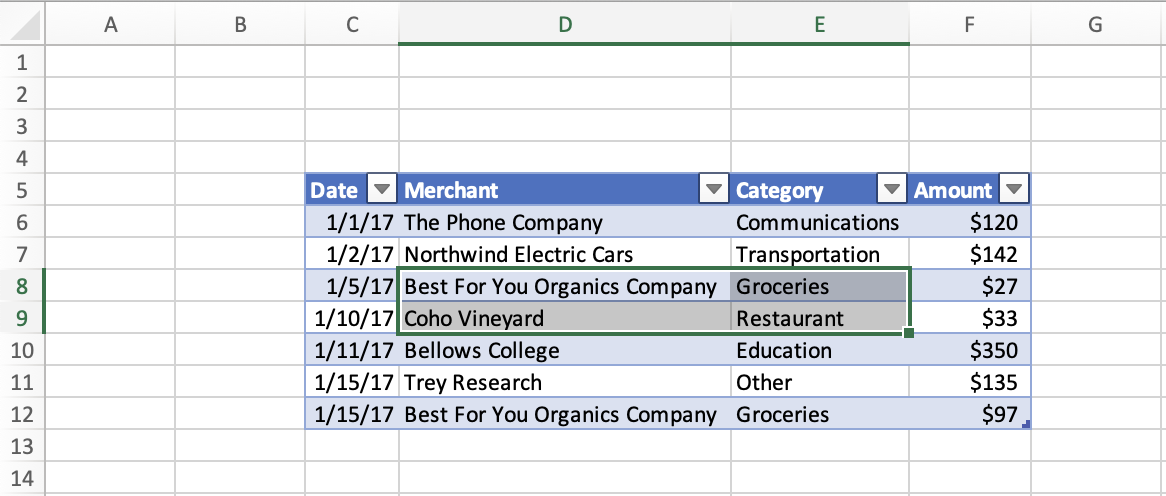 A B C D E F G
1
2
3
4
5 Date Merchant Category Amount
6 1/1/17 The Phone Company Communications $120
7 1/2/17 Northwind Electric Cars Transportation $142
8 1/5/17 Best For You Organics Company Groceries $27
9 1/10/17 Coho Vineyard Restaurant $33
10 1/11/17 Bellows College Education $350
11 1/15/17 Trey Research Other $135
12 1/15/17 Best For You Organics Company Groceries $97
13
14